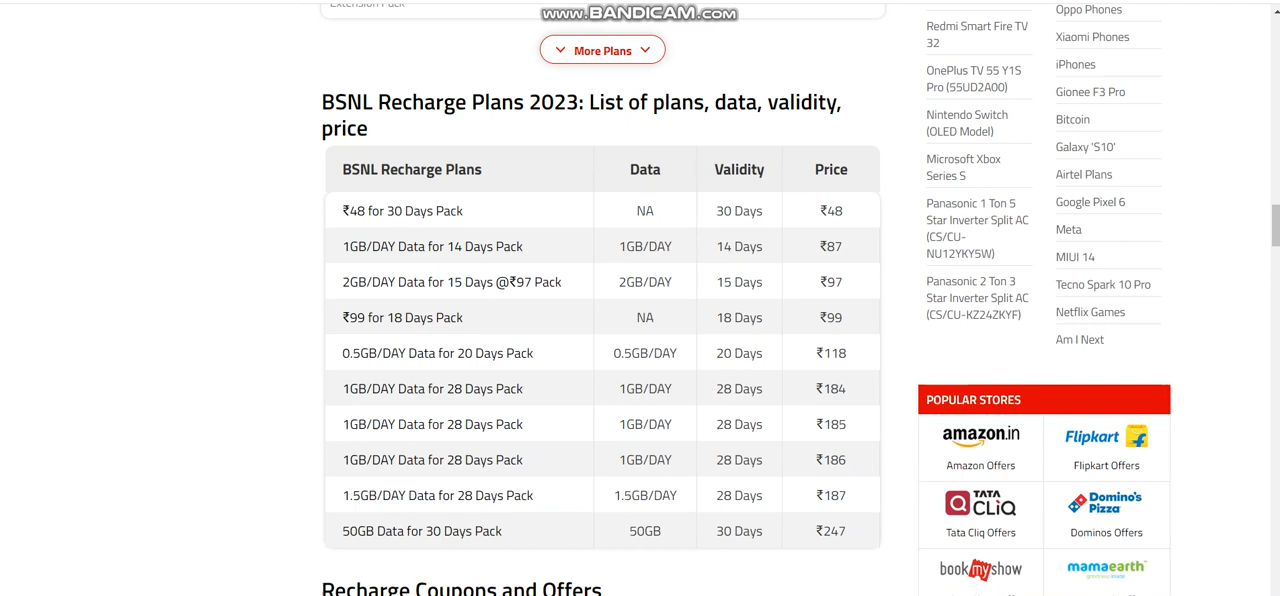 Extension Pack
www.BANDICAM.com
More Plans
BSNL Recharge Plans 2023: List of plans, data, validity,
price
BSNL Recharge Plans Data Validity Price
₹48 for 30 Days Pack NA 30 Days ₹48
1GB/DAY Data for 14 Days Pack 1GB/DAY 14 Days ₹87
2GB/DAY Data for 15 Days @₹97 Pack 2GB/DAY 15 Days ₹97
₹99 for 18 Days Pack NA 18 Days ₹99
0.5GB/DAY Data for 20 Days Pack 0.5GB/DAY 20 Days ₹118
1GB/DAY Data for 28 Days Pack 1GB/DAY 28 Days ₹184
1GB/DAY Data for 28 Days Pack 1GB/DAY 28 Days ₹185
1GB/DAY Data for 28 Days Pack 1GB/DAY 28 Days ₹186
1.5GB/DAY Data for 28 Days Pack 1.5GB/DAY 28 Days ₹187
50GB Data for 30 Days Pack 50GB 30 Days ₹247
Recharge Coupons and Offers
Redmi Smart Fire TV
32
OnePlus TV 55 Y1S
Pro (55UD2A00)
Nintendo Switch
(OLED Model)
Microsoft Xbox
Series S
Panasonic 1 Ton 5
Star Inverter Split AC
(CS/CU-
NU12YKY5W)
Panasonic 2 Ton 3
Star Inverter Split AC
(CS/CU-KZ24ZKYF)
Oppo Phones
Xiaomi Phones
iPhones
Gionee F3 Pro
Bitcoin
Galaxy 'S10'
Airtel Plans
Google Pixel 6
Meta
MIUI 14
Tecno Spark 10 Pro
Netflix Games
Am I Next
POPULAR STORES
amazon.in Flipkart
Amazon Offers Flipkart Offers
TATA CLiQ Domino's Pizza
Tata Cliq Offers Dominos Offers
bookmyshow mamaearth